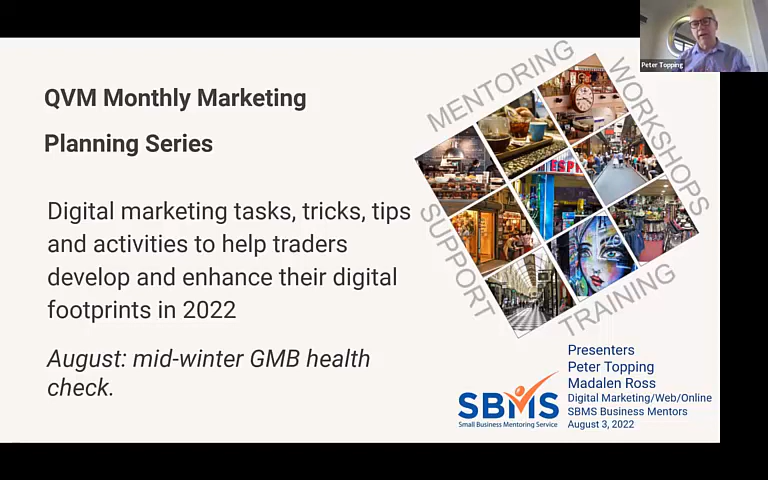 Peter Topping
QVM Monthly Marketing
Planning Series
Digital marketing tasks, tricks, tips
and activities to help traders
develop and enhance their digital
footprints in 2022
August: mid-winter GMB health
check.
MENTORING
WORKSHOPS
SUPPORT
TRAINING
ESPR
SBMS
Small Business Mentoring Service
Presenters
Peter Topping
Madalen Ross
Digital Marketing/Web/Online
SBMS Business Mentors
August 3, 2022